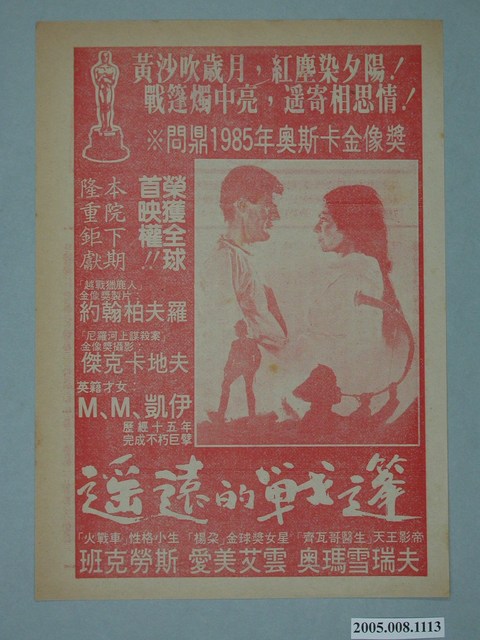 黃沙吹歲月，紅塵染夕陽！
戰篷燭中亮，遥寄相思情！
※問鼎1985年奧斯卡金像獎
榮獲全球
首映權!!
本院下期
隆重鉅獻
「越戰獵鹿人」
金像獎製片：
約翰柏夫羅
「尼羅河上謀殺案」
金像獎攝影：
傑克卡地夫
英籍才女：
M、M、凱伊
歷經十五年
完成不朽巨擘
遥遠的戰篷
「火戰車」性格小生
班克勞斯
「楊朶」金球獎女星
愛美艾雲
「齊瓦哥醫生」天王影帝
奧瑪雪瑞夫
2005.008.1113